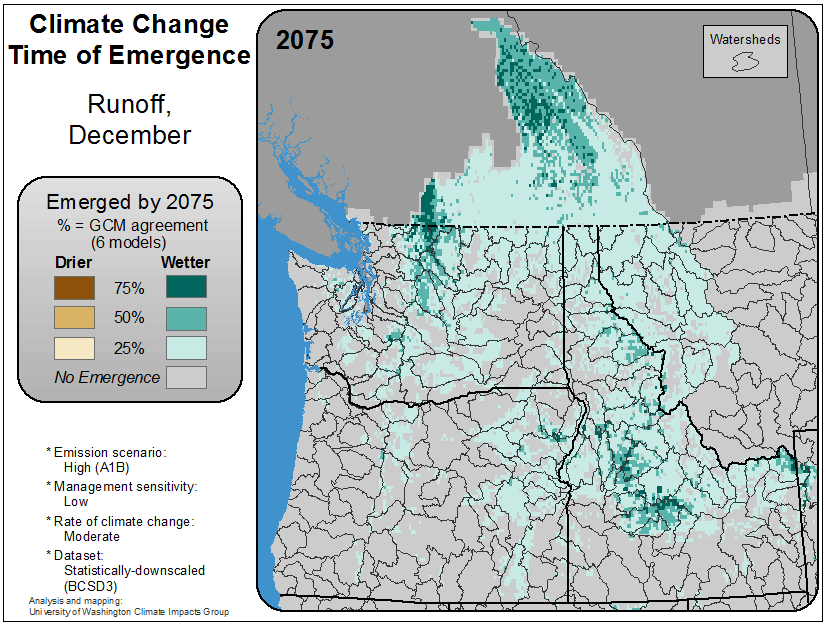 Climate Change
Time of Emergence
Runoff,
December
Emerged by 2075
% = GCM agreement
(6 models)
Drier Wetter
75%
50%
25%
No Emergence
* Emission scenario:
High (A1B)
* Management sensitivity:
Low
* Rate of climate change:
Moderate
* Dataset:
Statistically-downscaled
(BCSD3)
Analysis and mapping:
University of Washington Climate Impacts Group
2075
Watersheds